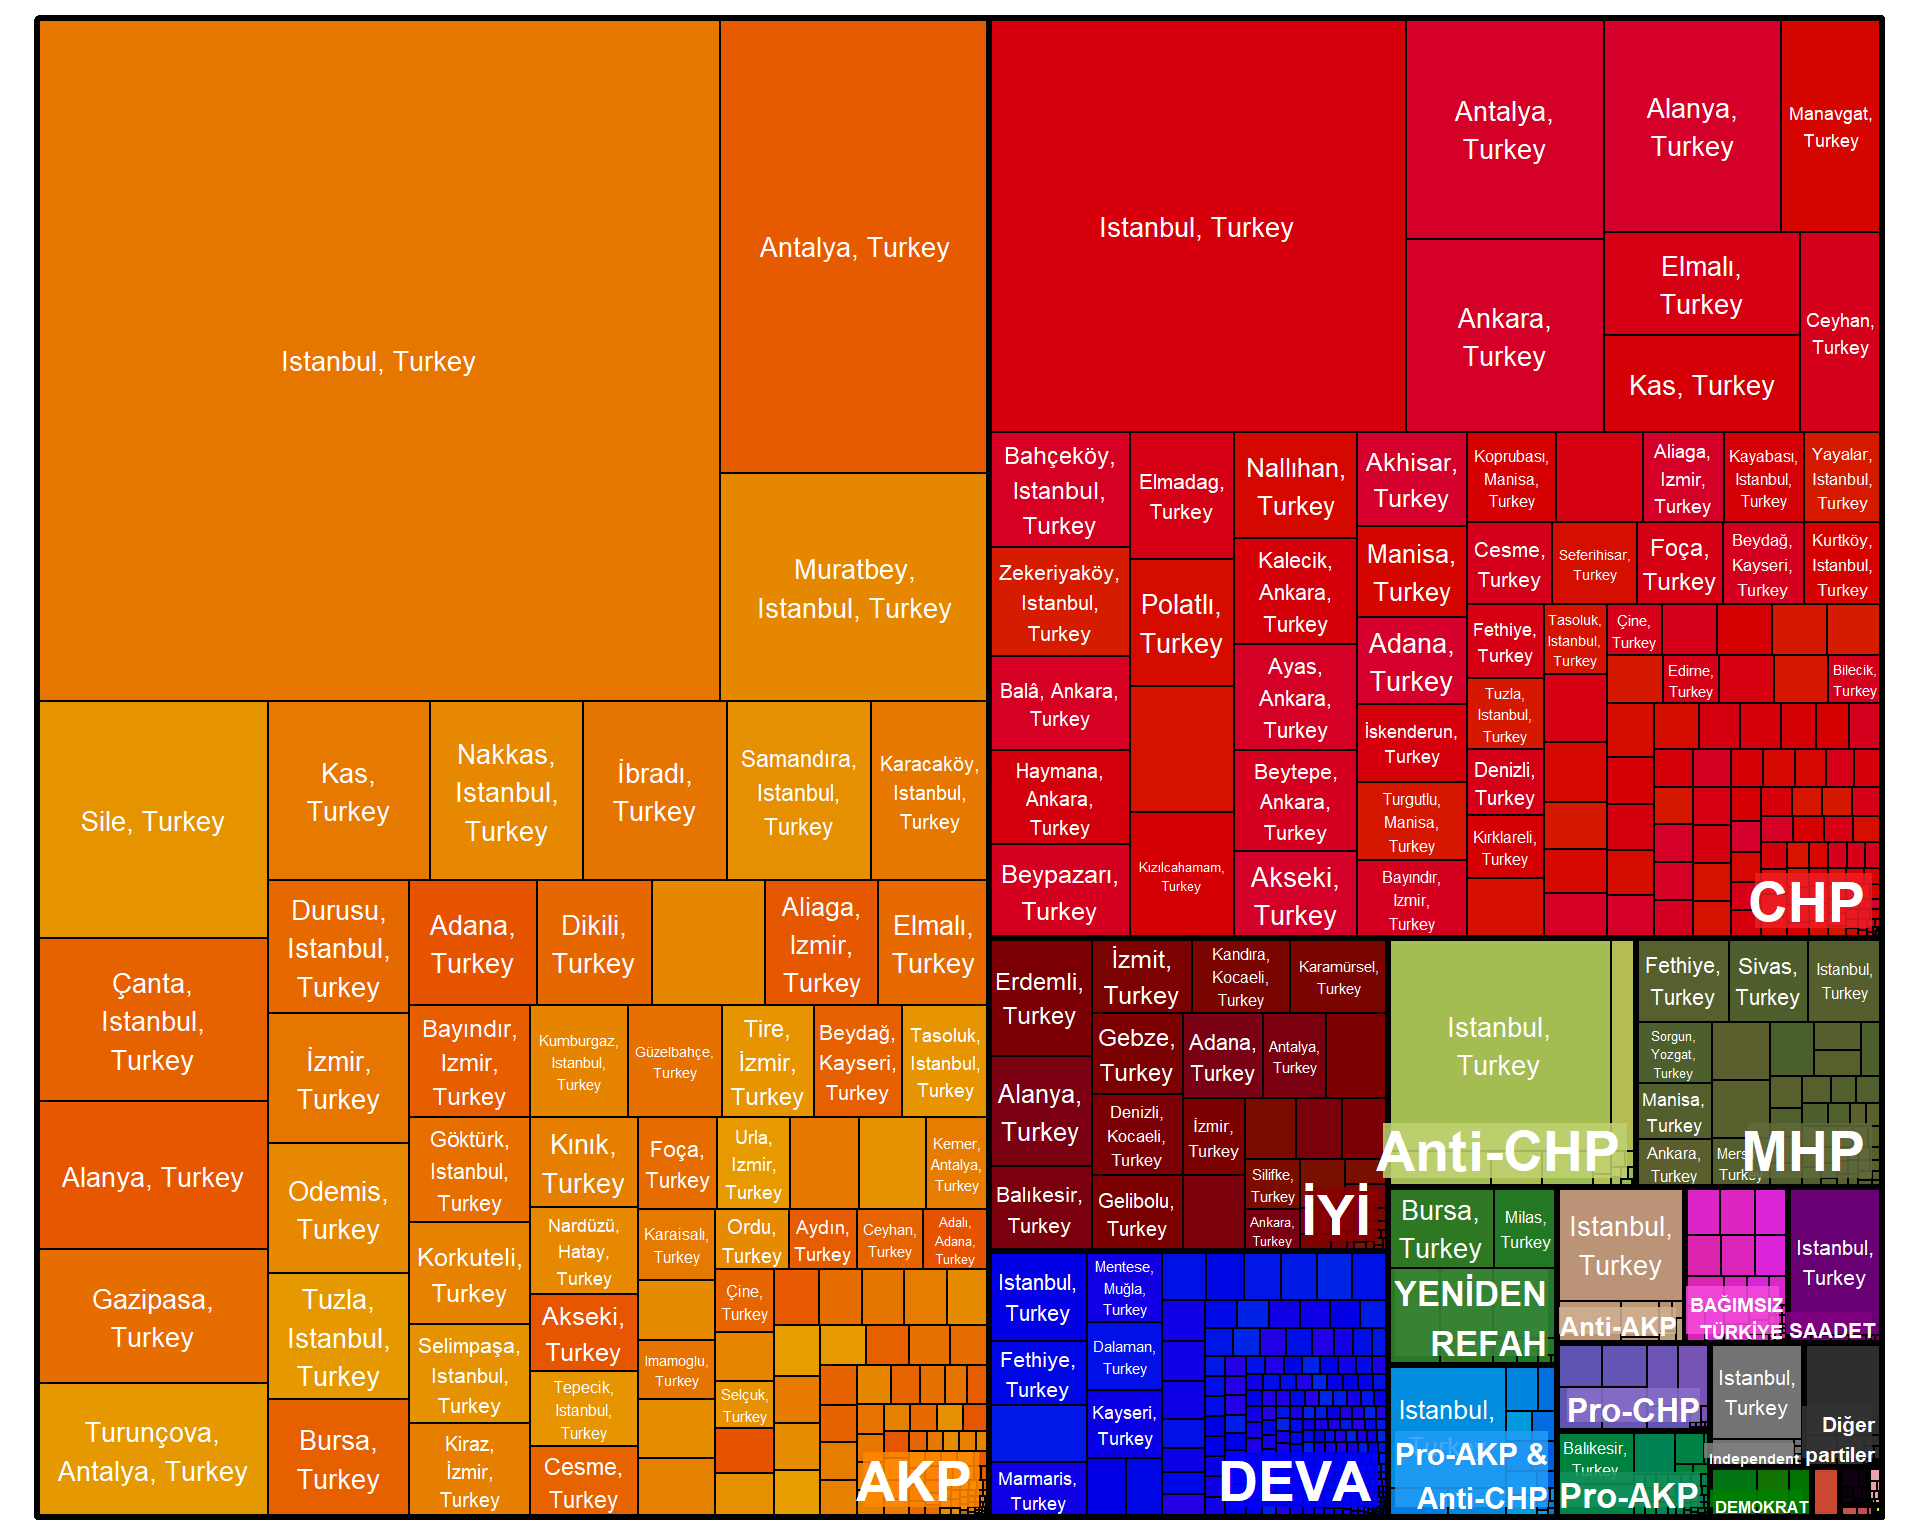 Istanbul, Turkey
Antalya, Turkey
Muratbey,
Istanbul, Turkey
Sile, Turkey
Kas,
Turkey
Nakkas,
Istanbul,
Turkey
İbradı,
Turkey
Samandıra,
Istanbul,
Turkey
Karacaköy,
Istanbul,
Turkey
Çanta,
Istanbul,
Turkey
Alanya, Turkey
Gazipasa,
Turkey
Turunçova,
Antalya, Turkey
Durusu,
Istanbul,
Turkey
İzmir,
Turkey
Odemis,
Turkey
Tuzla,
Istanbul,
Turkey
Bursa,
Turkey
Adana,
Turkey
Dikili,
Turkey
Aliaga,
Izmir,
Turkey
Elmalı,
Turkey
Bayındır,
Izmir,
Turkey
Kumburgaz,
Istanbul,
Turkey
Güzelbahçe,
Turkey
Tire,
İzmir,
Turkey
Beydağ,
Kayseri,
Turkey
Tasoluk,
Istanbul,
Turkey
Göktürk,
Istanbul,
Turkey
Korkuteli,
Turkey
Selimpaşa,
Istanbul,
Turkey
Kiraz,
İzmir,
Turkey
Kınık,
Turkey
Nardüzü,
Hatay,
Turkey
Akseki,
Turkey
Tepecik,
Istanbul,
Turkey
Cesme,
Turkey
Foça,
Turkey
Urla,
Izmir,
Turkey
Kemer,
Antalya,
Turkey
Karaisalı,
Turkey
Imamoglu,
Turkey
Ordu,
Turkey
Aydın,
Turkey
Ceyhan,
Turkey
Adalı,
Adana,
Turkey
Çine,
Turkey
Selçuk,
Turkey
AKP
Istanbul, Turkey
Antalya,
Turkey
Alanya,
Turkey
Manavgat,
Turkey
Ankara,
Turkey
Elmalı,
Turkey
Kas, Turkey
Ceyhan,
Turkey
Bahçeköy,
Istanbul,
Turkey
Zekeriyaköy,
Istanbul,
Turkey
Balâ, Ankara,
Turkey
Haymana,
Ankara,
Turkey
Beypazarı,
Turkey
Elmadag,
Turkey
Polatlı,
Turkey
Kızılcahamam,
Turkey
Nallıhan,
Turkey
Kalecik,
Ankara,
Turkey
Ayas,
Ankara,
Turkey
Beytepe,
Ankara,
Turkey
Akseki,
Turkey
Akhisar,
Turkey
Manisa,
Turkey
Adana,
Turkey
İskenderun,
Turkey
Turgutlu,
Manisa,
Turkey
Bayındır,
Izmir,
Turkey
Koprubası,
Manisa,
Turkey
Aliaga,
Izmir,
Turkey
Kayabası,
Istanbul,
Turkey
Yayalar,
Istanbul,
Turkey
Cesme,
Turkey
Seferihisar,
Turkey
Foça,
Turkey
Beydağ,
Kayseri,
Turkey
Kurtköy,
Istanbul,
Turkey
Fethiye,
Turkey
Tuzla,
Istanbul,
Turkey
Denizli,
Turkey
Kırklareli,
Turkey
Tasoluk,
Istanbul,
Turkey
Çine,
Turkey
Edirne,
Turkey
Bilecik,
Turkey
CHP
Erdemli,
Turkey
Alanya,
Turkey
Balıkesir,
Turkey
İzmit,
Turkey
Kandıra,
Kocaeli,
Turkey
Karamürsel,
Turkey
Gebze,
Turkey
Adana,
Turkey
Antalya,
Turkey
Denizli,
Kocaeli,
Turkey
İzmir,
Turkey
Gelibolu,
Turkey
Silifke,
Turkey
Ankara,
Turkey
İYİ
Istanbul,
Turkey
Fethiye,
Turkey
Marmaris,
Turkey
Mentese,
Muğla,
Turkey
Dalaman,
Turkey
Kayseri,
Turkey
DEVA
Istanbul,
Turkey
Anti-CHP
Fethiye,
Turkey
Sivas,
Turkey
Istanbul,
Turkey
Sorgun,
Yozgat,
Turkey
Manisa,
Turkey
Ankara,
Turkey
MHP
Bursa,
Turkey
Milas,
Turkey
YENİDEN
REFAH
Istanbul,
Turkey
Anti-AKP
BAĞIMSIZ
TÜRKİYE
Istanbul,
Turkey
SAADET
Istanbul,
Pro-AKP &
Anti-CHP
Pro-CHP
Istanbul,
Turkey
Independent
Diğer
partiler
Balıkesir,
Turkey
Pro-AKP
DEMOKRAT